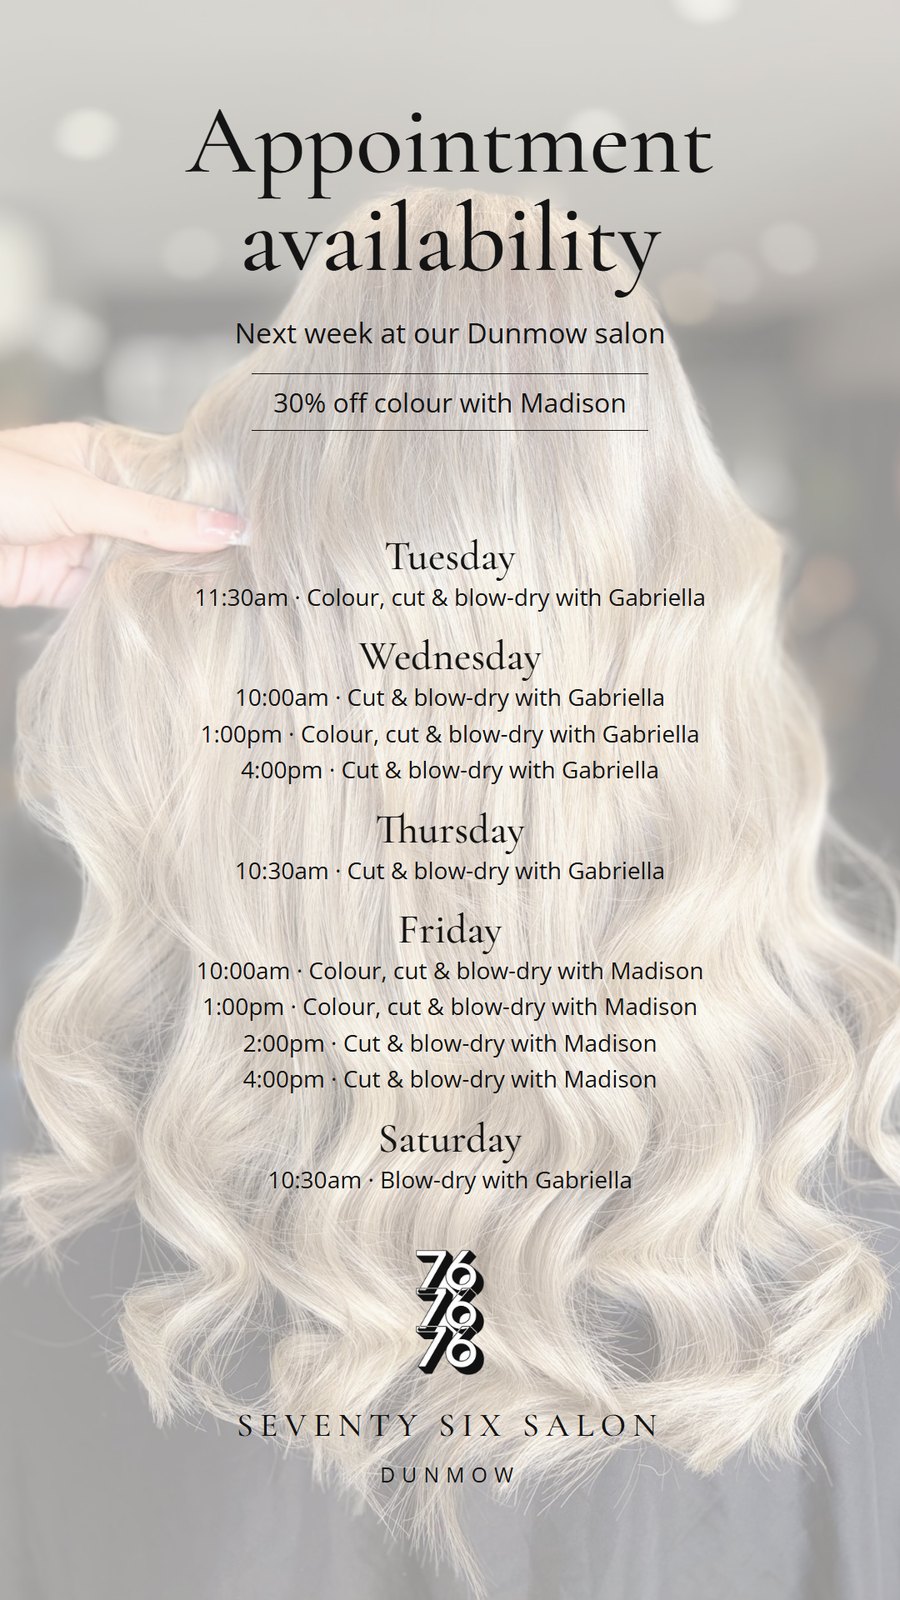 Appointment
availability
Next week at our Dunmow salon
30% off colour with Madison
Tuesday
11:30am · Colour, cut & blow-dry with Gabriella
Wednesday
10:00am · Cut & blow-dry with Gabriella
1:00pm · Colour, cut & blow-dry with Gabriella
4:00pm · Cut & blow-dry with Gabriella
Thursday
10:30am · Cut & blow-dry with Gabriella
Friday
10:00am · Colour, cut & blow-dry with Madison
1:00pm · Colour, cut & blow-dry with Madison
2:00pm · Cut & blow-dry with Madison
4:00pm · Cut & blow-dry with Madison
Saturday
10:30am · Blow-dry with Gabriella
76
76
76
SEVENTY SIX SALON
DUNMOW